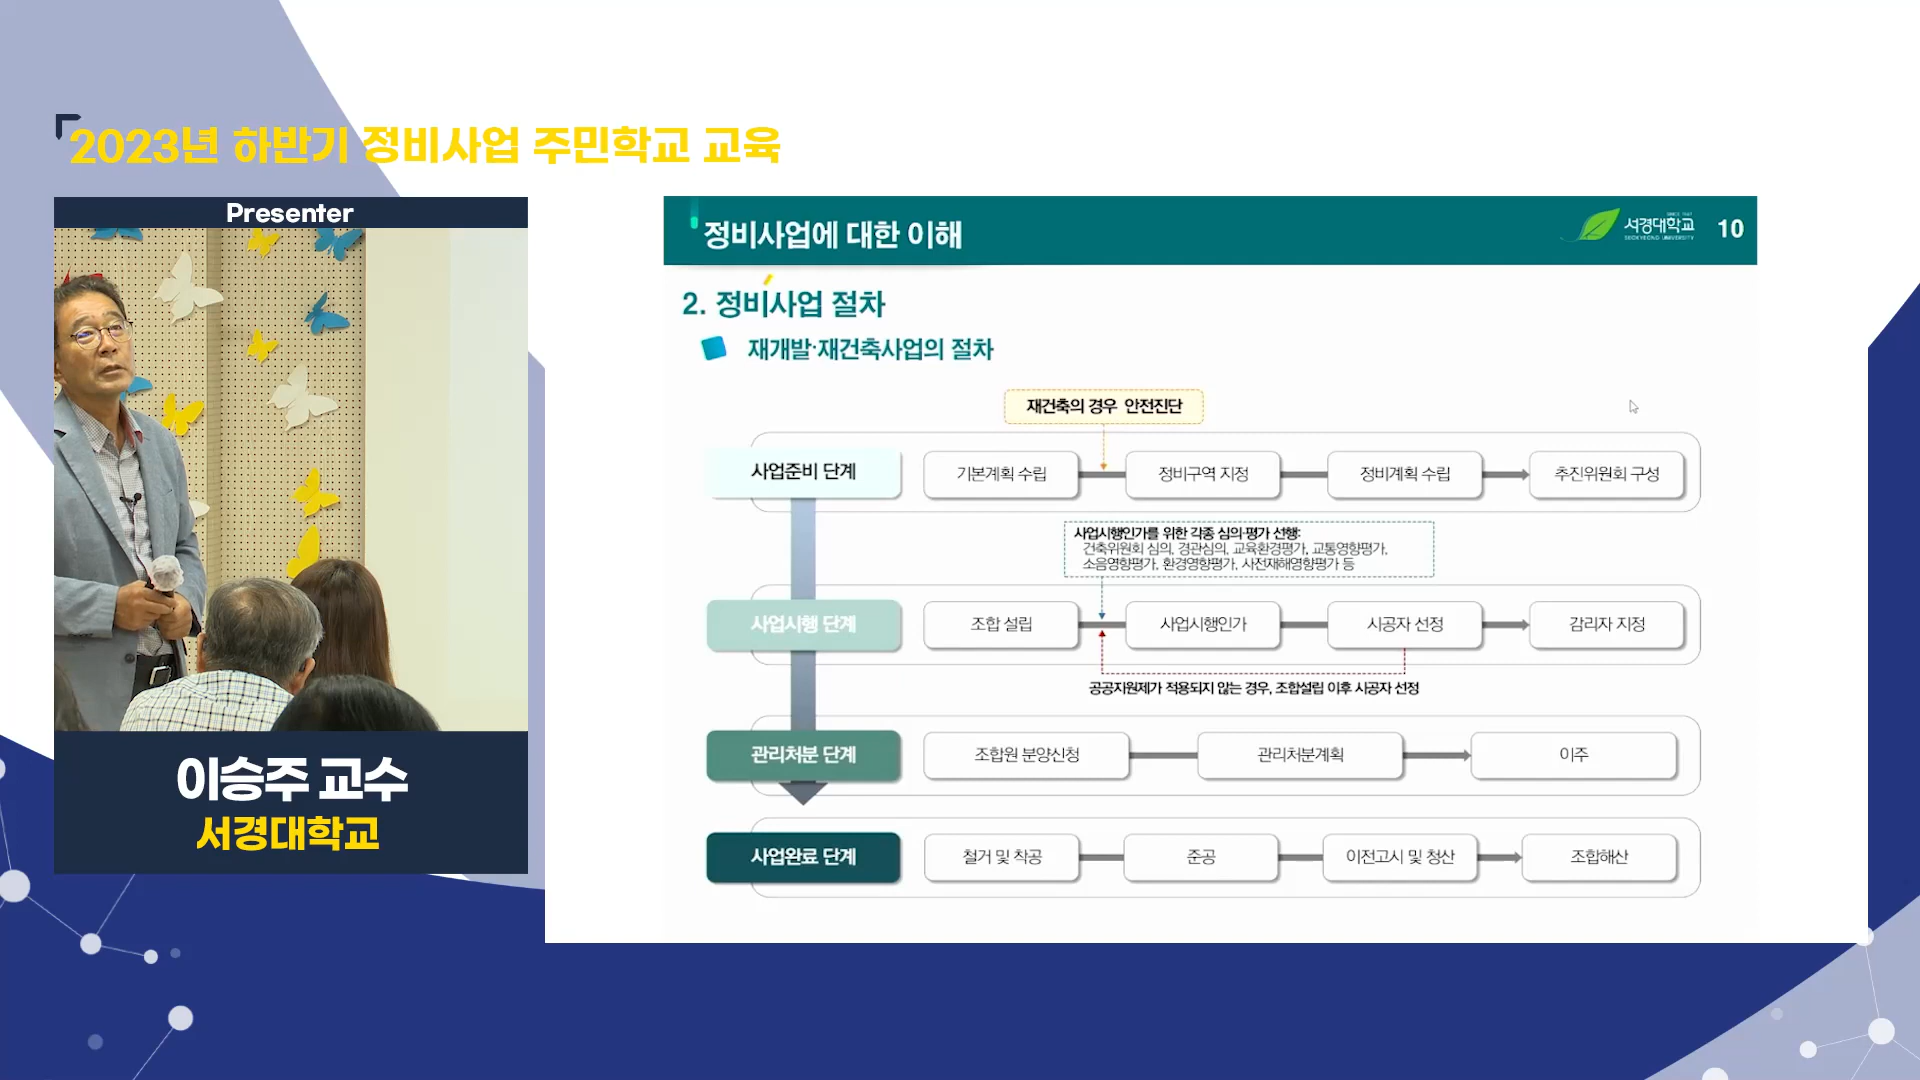 2023년 하반기 정비사업 주민학교 교육
Presenter
이승주 교수
서경대학교
정비사업에 대한 이해
서경대학교
SEOKYEONG UNIVERSITY
10
2. 정비사업 절차
재개발·재건축사업의 절차
재건축의 경우 안전진단
사업준비 단계
기본계획 수립
정비구역 지정
정비계획 수립
추진위원회 구성
사업시행인가를 위한 각종 심의·평가 선행:
건축위원회 심의, 경관심의, 교육환경평가, 교통영향평가,
소음영향평가, 환경영향평가, 사전재해영향평가 등
사업시행 단계
조합 설립
사업시행인가
시공자 선정
감리자 지정
공공지원제가 적용되지 않는 경우, 조합설립 이후 시공자 선정
관리처분 단계
조합원 분양신청
관리처분계획
이주
사업완료 단계
철거 및 착공
준공
이전고시 및 청산
조합해산